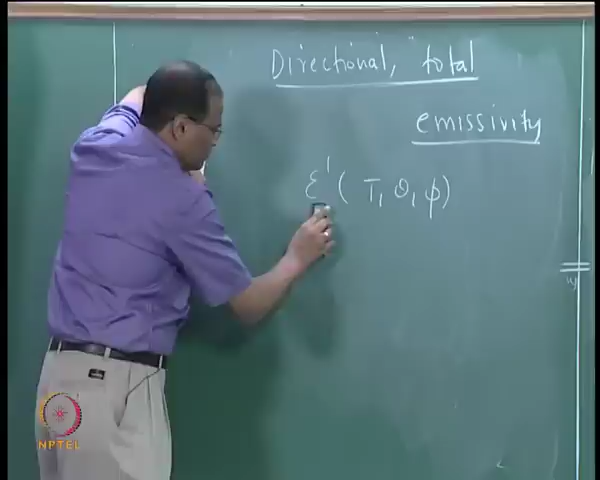 Directional, total
emissivity
ε'( T, θ, φ)
NPTEL